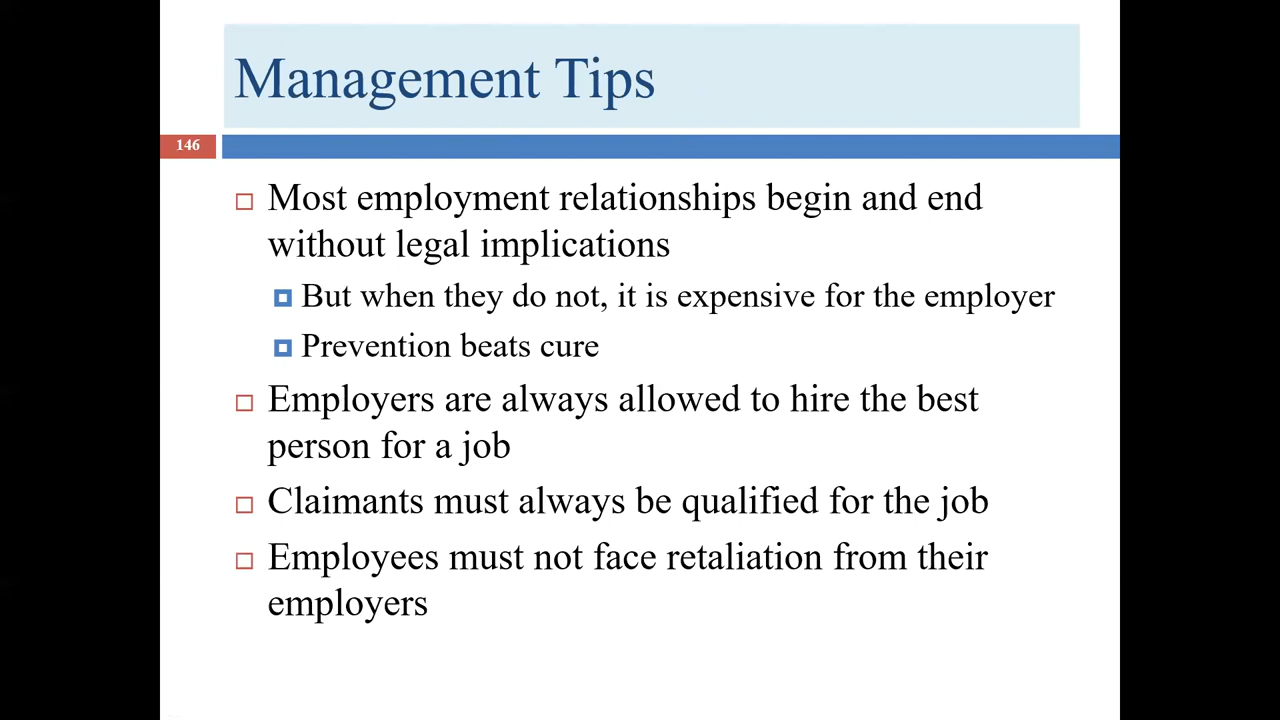 Management Tips
146
Most employment relationships begin and end
without legal implications
But when they do not, it is expensive for the employer
Prevention beats cure
Employers are always allowed to hire the best
person for a job
Claimants must always be qualified for the job
Employees must not face retaliation from their
employers